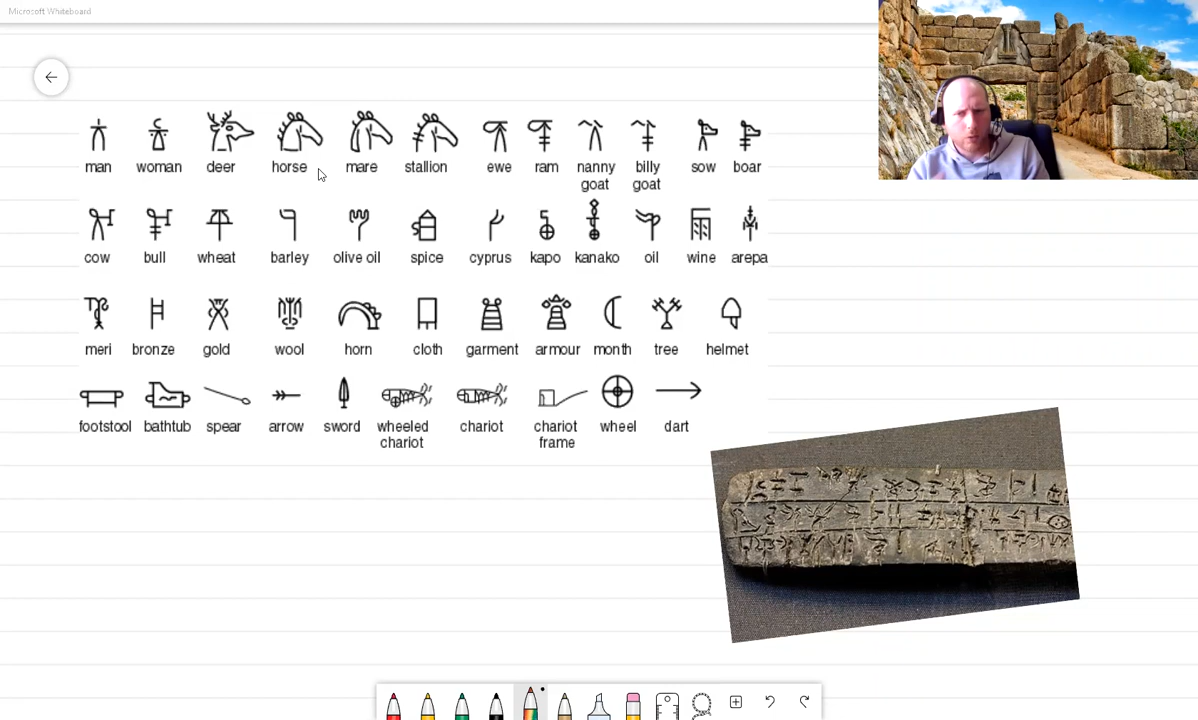 Microsoft Whiteboard
man woman deer horse mare stallion ewe ram nanny goat billy goat sow boar
cow bull wheat barley olive oil spice cyprus kapo kanako oil wine arepa
meri bronze gold wool horn cloth garment armour month tree helmet
footstool bathtub spear arrow sword wheeled chariot chariot chariot frame wheel dart